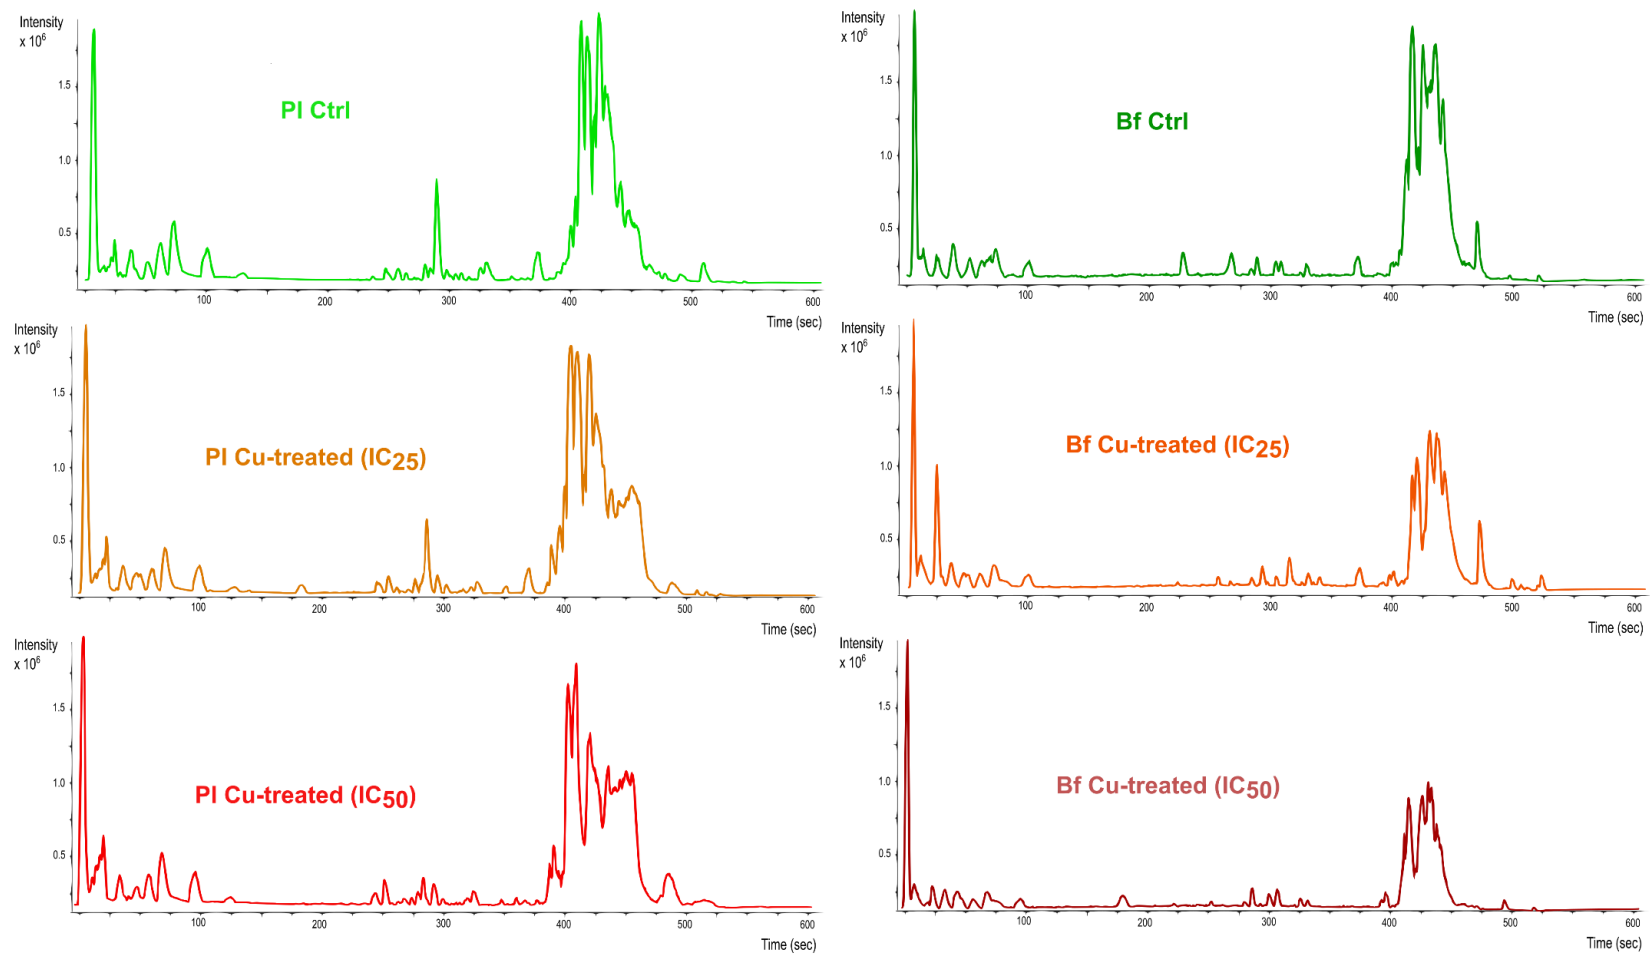 Intensity
x 10⁶
1.5
1.0
0.5
Pl Ctrl
100
200
300
400
500
600
Time (sec)
Intensity
x 10⁶
1.5
1.0
0.5
Bf Ctrl
100
200
300
400
500
600
Time (sec)
Intensity
x 10⁶
1.5
1.0
0.5
Pl Cu-treated (IC25)
100
200
300
400
500
600
Time (sec)
Intensity
x 10⁶
1.5
1.0
0.5
Bf Cu-treated (IC25)
100
200
300
400
500
600
Time (sec)
Intensity
x 10⁶
1.5
1.0
0.5
Pl Cu-treated (IC50)
100
200
300
400
500
600
Time (sec)
Intensity
x 10⁶
1.5
1.0
0.5
Bf Cu-treated (IC50)
100
200
300
400
500
600
Time (sec)